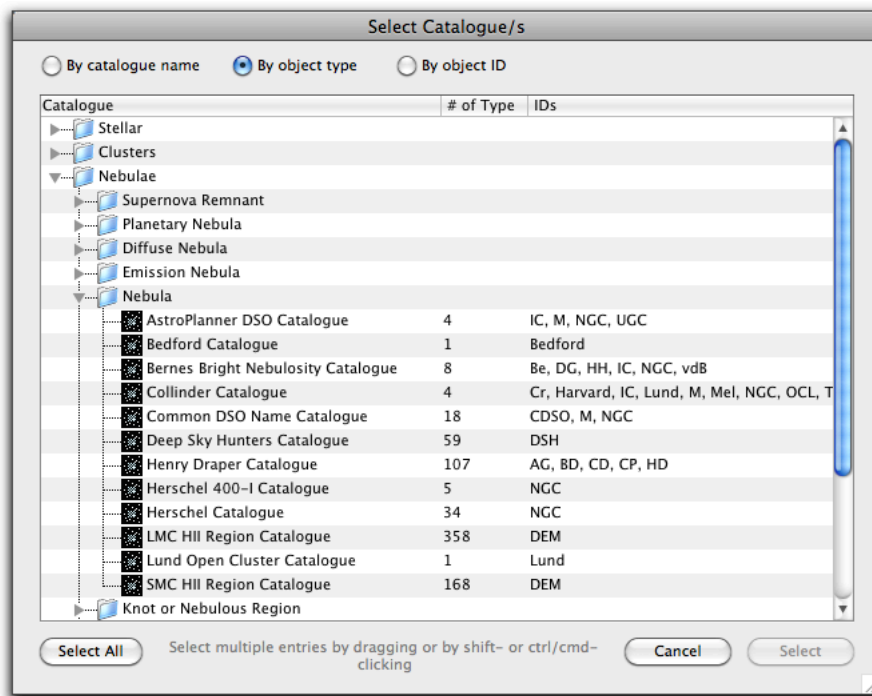 Select Catalogue/s
By catalogue name By object type By object ID
Catalogue # of Type IDs
Stellar
Clusters
Nebulae
Supernova Remnant
Planetary Nebula
Diffuse Nebula
Emission Nebula
Nebula
AstroPlanner DSO Catalogue 4 IC, M, NGC, UGC
Bedford Catalogue 1 Bedford
Bernes Bright Nebulosity Catalogue 8 Be, DG, HH, IC, NGC, vdB
Collinder Catalogue 4 Cr, Harvard, IC, Lund, M, Mel, NGC, OCL, T
Common DSO Name Catalogue 18 CDSO, M, NGC
Deep Sky Hunters Catalogue 59 DSH
Henry Draper Catalogue 107 AG, BD, CD, CP, HD
Herschel 400-I Catalogue 5 NGC
Herschel Catalogue 34 NGC
LMC HII Region Catalogue 358 DEM
Lund Open Cluster Catalogue 1 Lund
SMC HII Region Catalogue 168 DEM
Knot or Nebulous Region
Select All Select multiple entries by dragging or by shift- or ctrl/cmd- Cancel Select
clicking